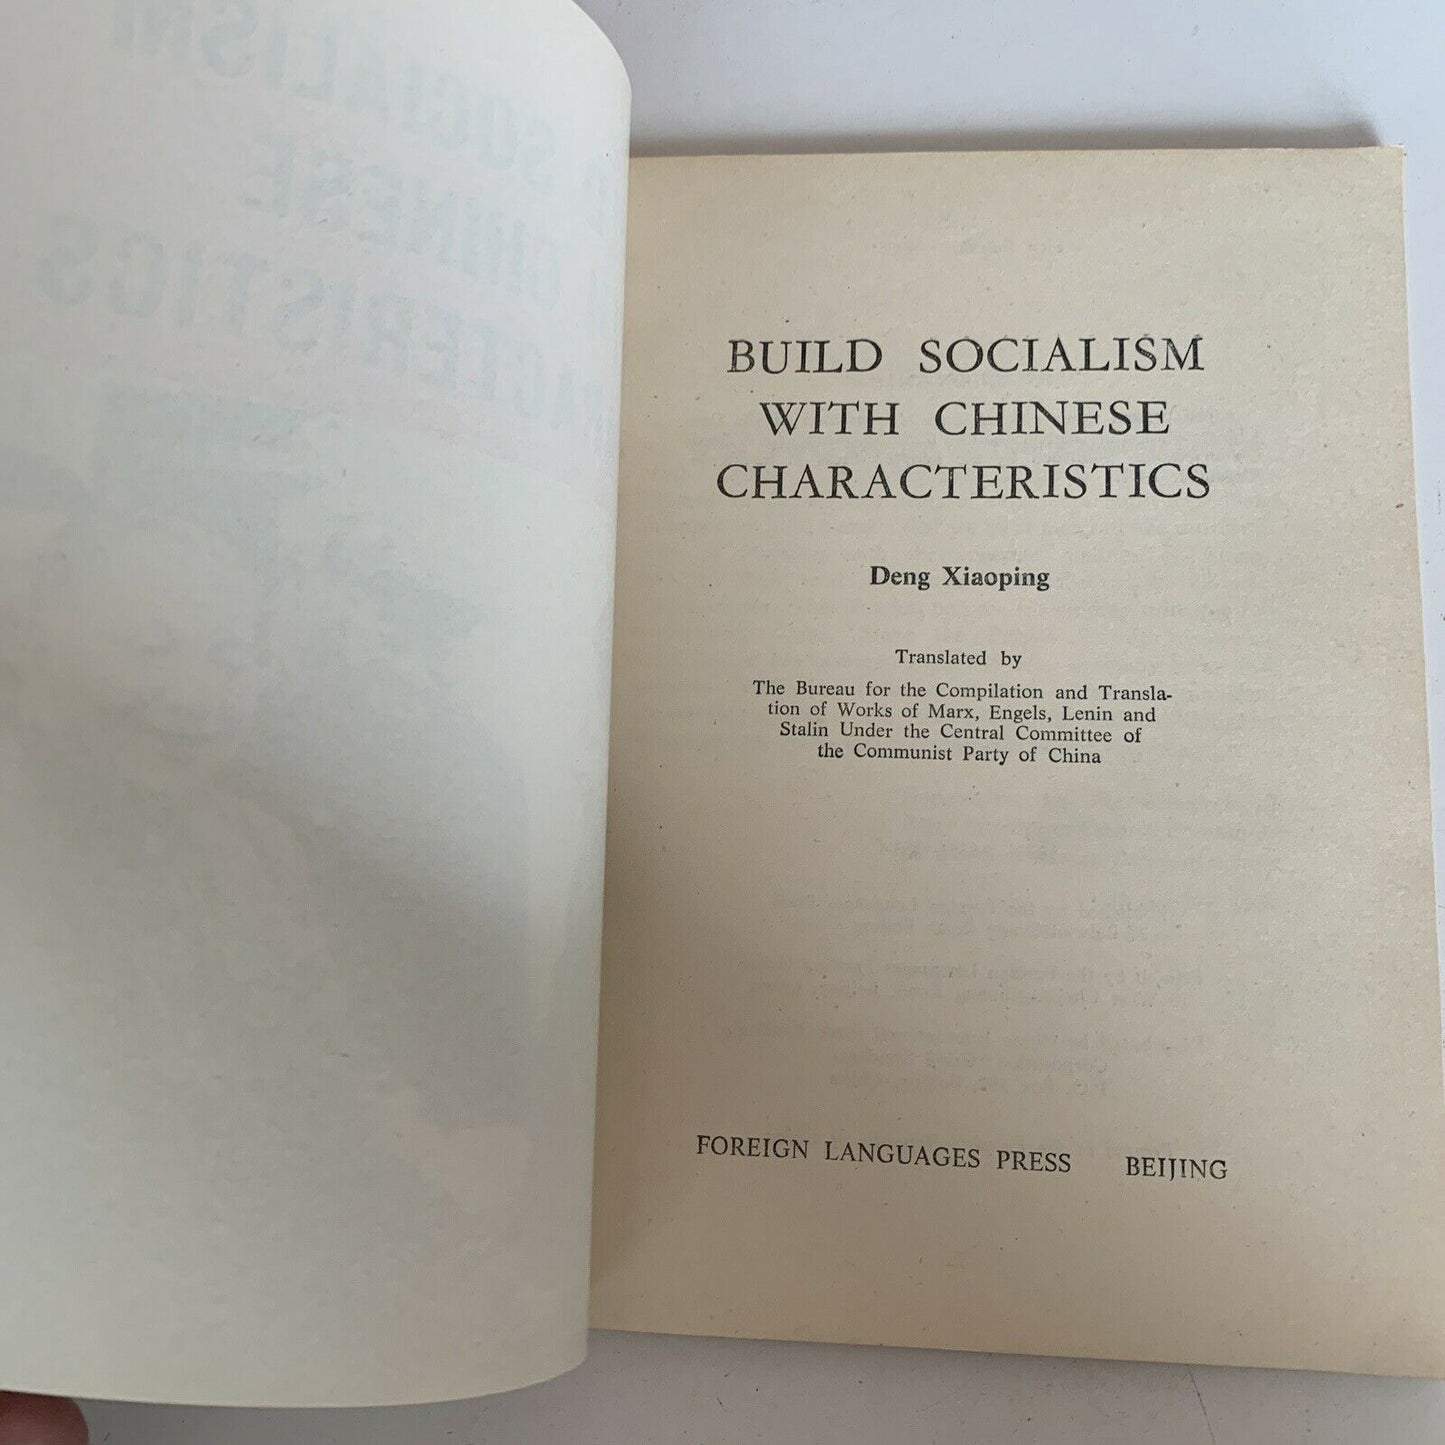 BUILD SOCIALISM
WITH CHINESE
CHARACTERISTICS
Deng Xiaoping
Translated by
The Bureau for the Compilation and Transla-
tion of Works of Marx, Engels, Lenin and
Stalin Under the Central Committee of
the Communist Party of China
FOREIGN LANGUAGES PRESS BEIJING